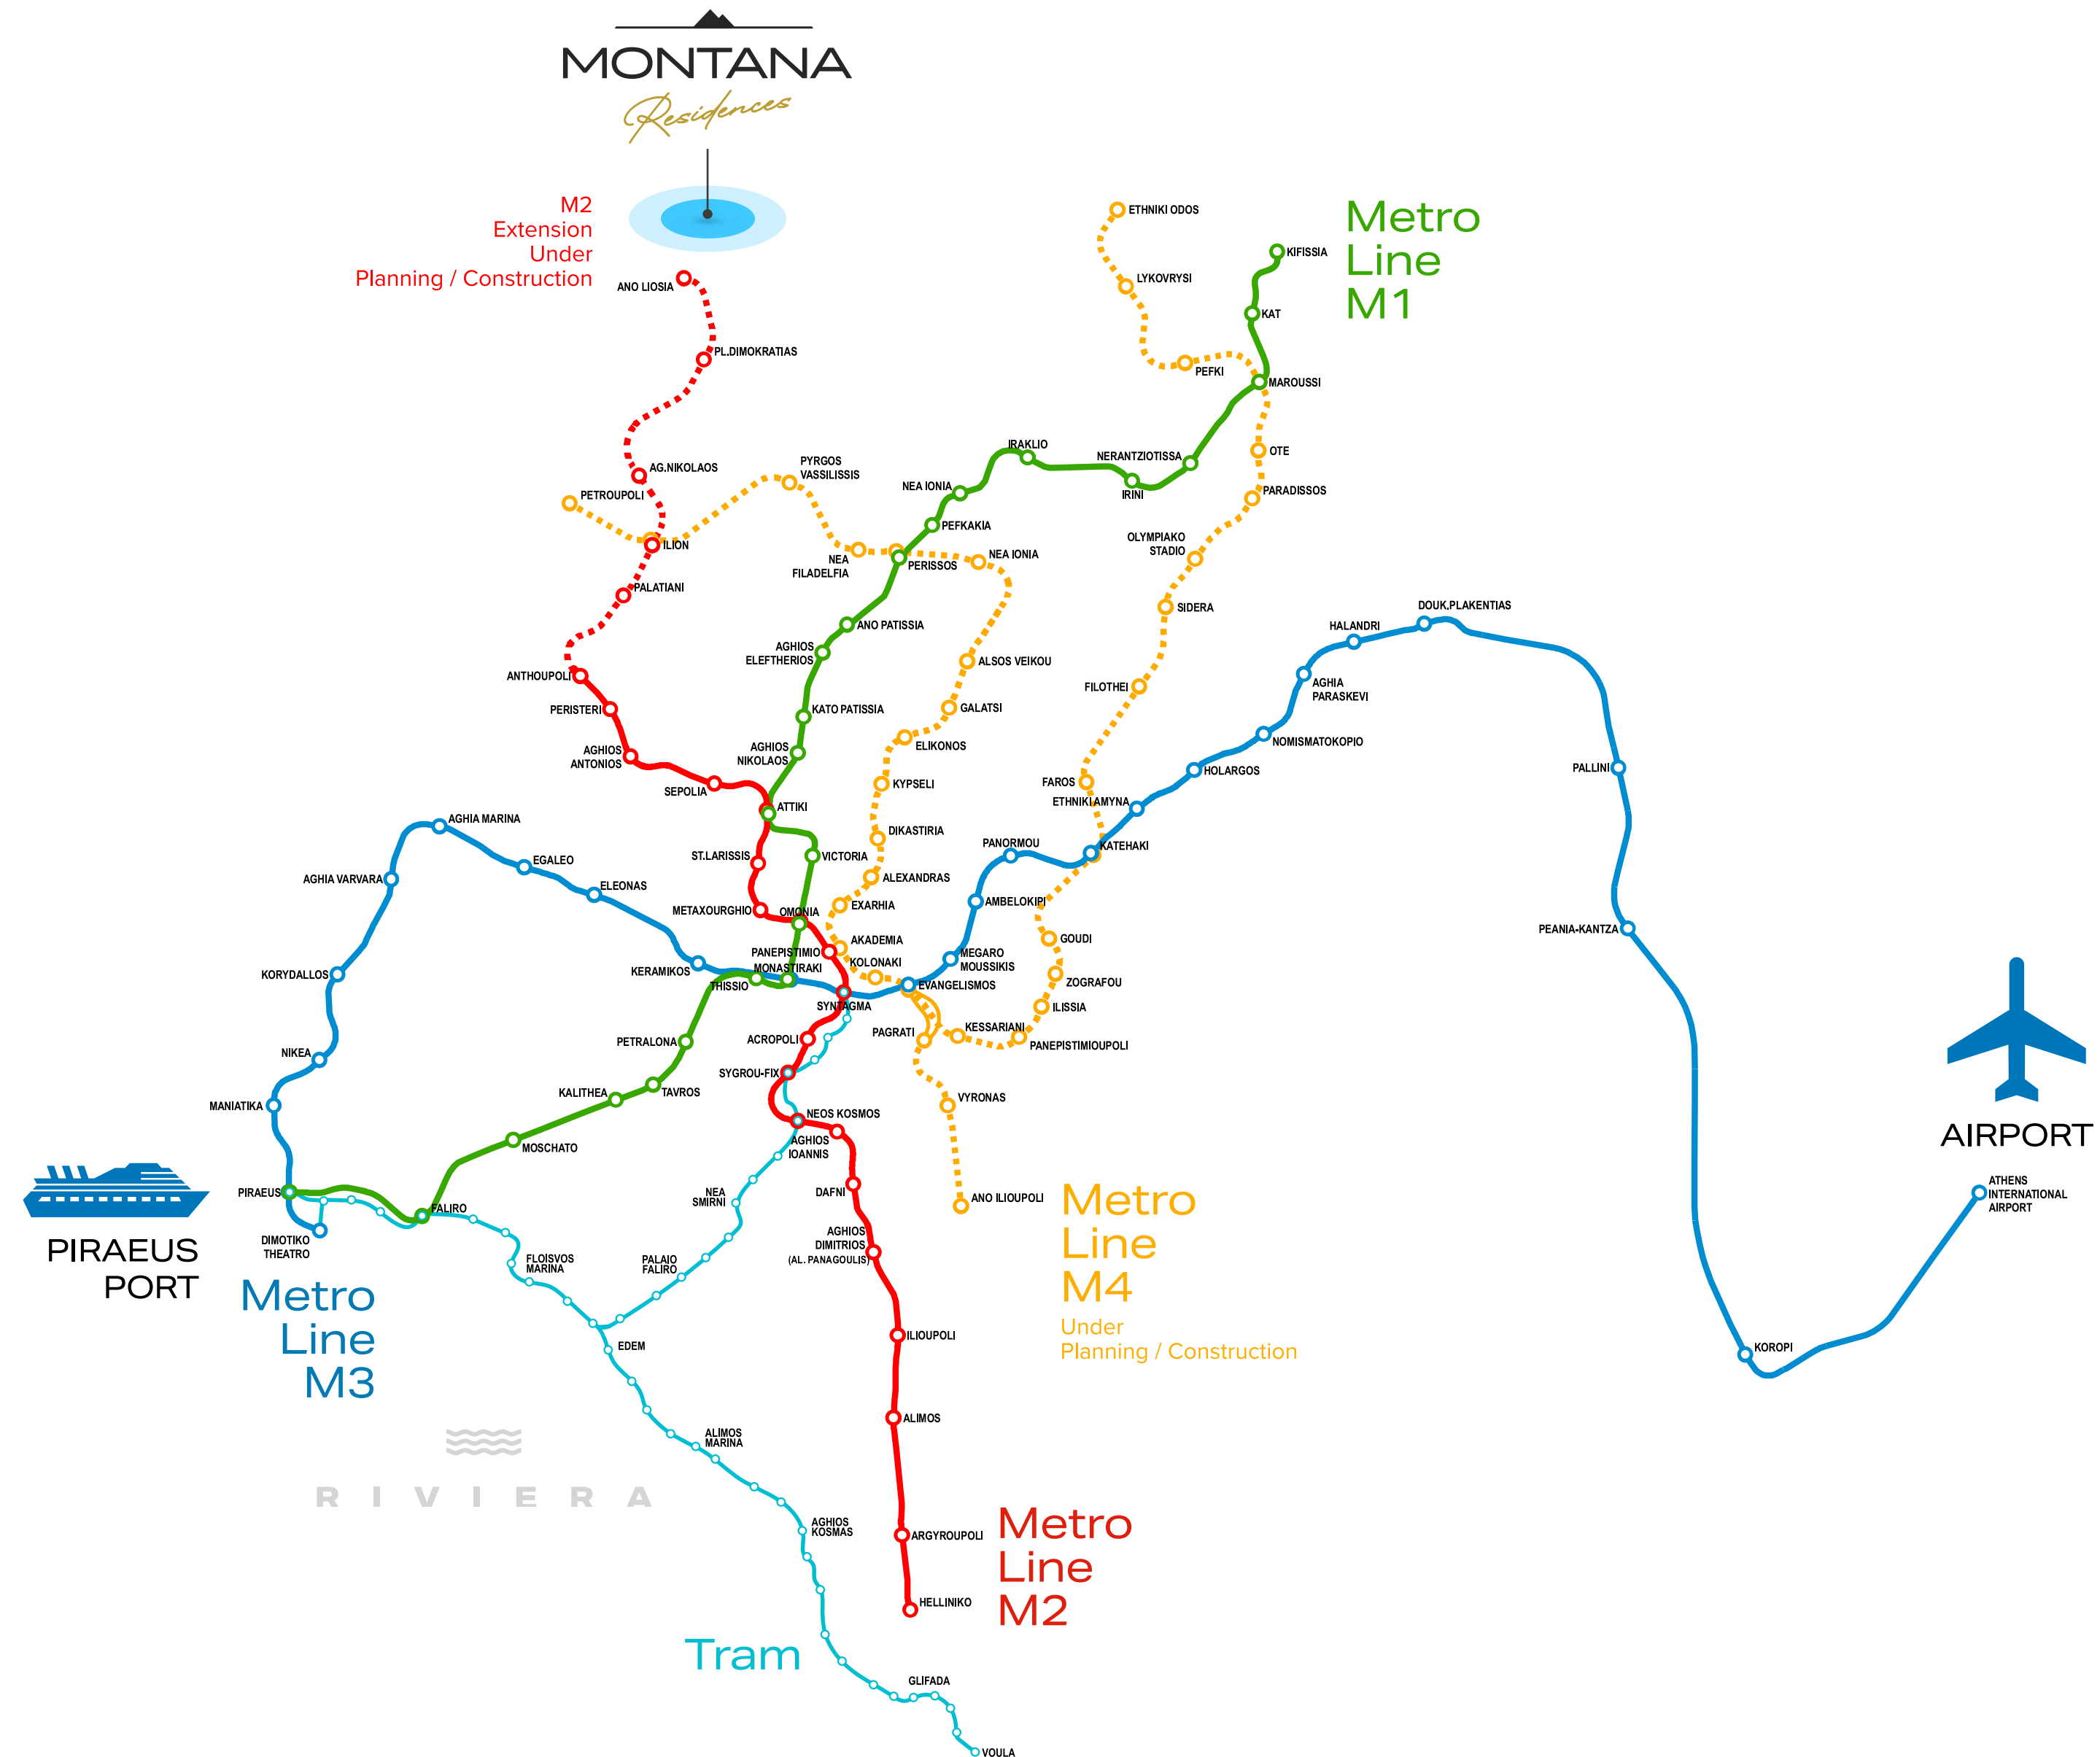 MONTANA
Residences
M2
Extension
Under
Planning / Construction
ANO LIOSIA
PL.DIMOKRATIAS
AG.NIKOLAOS
PETROUPOLI
ILION
PALATIANI
ANTHOUPOLI
PERISTERI
AGHIOS
ANTONIOS
SEPOLIA
ATTIKI
ST.LARISSIS
METAXOURGHIO
OMONIA
PANEPISTIMIO
SYNTAGMA
ACROPOLI
SYGROU-FIX
NEOS KOSMOS
AGHIOS
IOANNIS
DAFNI
AGHIOS
DIMITRIOS
(AL. PANAGOULIS)
ILIOUPOLI
ALIMOS
ARGYROUPOLI
HELLINIKO
Metro
Line
M2
Metro
Line
M1
KIFISSIA
KAT
MAROUSSI
NERANTZIOTISSA
IRINI
IRAKLIO
NEA IONIA
PEFKAKIA
PERISSOS
ANO PATISSIA
AGHIOS
ELEFTHERIOS
KATO PATISSIA
AGHIOS
NIKOLAOS
VICTORIA
MONASTIRAKI
THISSIO
PETRALONA
TAVROS
KALITHEA
MOSCHATO
FALIRO
PIRAEUS
ETHNIKI ODOS
LYKOVRYSI
PEFKI
OTE
PARADISSOS
OLYMPIAKO
STADIO
SIDERA
FILOTHEI
FAROS
KATEHAKI
GOUDI
ZOGRAFOU
ILISSIA
PANEPISTIMIOUPOLI
KESSARIANI
PYRGOS
VASSILISSIS
NEA
FILADELFIA
NEA IONIA
ALSOS VEIKOU
GALATSI
ELIKONOS
KYPSELI
DIKASTIRIA
ALEXANDRAS
EXARHIA
AKADEMIA
KOLONAKI
EVANGELISMOS
PAGRATI
VYRONAS
ANO ILIOUPOLI
Metro
Line
M4
Under
Planning / Construction
DOUK.PLAKENTIAS
HALANDRI
AGHIA
PARASKEVI
NOMISMATOKOPIO
HOLARGOS
ETHNIKI AMYNA
PANORMOU
AMBELOKIPI
MEGARO
MOUSSIKIS
PALLINI
PEANIA-KANTZA
KOROPI
ATHENS
INTERNATIONAL
AIRPORT
AIRPORT
KERAMIKOS
ELEONAS
EGALEO
AGHIA MARINA
AGHIA VARVARA
KORYDALLOS
NIKEA
MANIATIKA
DIMOTIKO
THEATRO
PIRAEUS
PORT
Metro
Line
M3
NEA
SMIRNI
PALAIO
FALIRO
FLOISVOS
MARINA
EDEM
ALIMOS
MARINA
RIVIERA
AGHIOS
KOSMAS
Tram
GLIFADA
VOULA